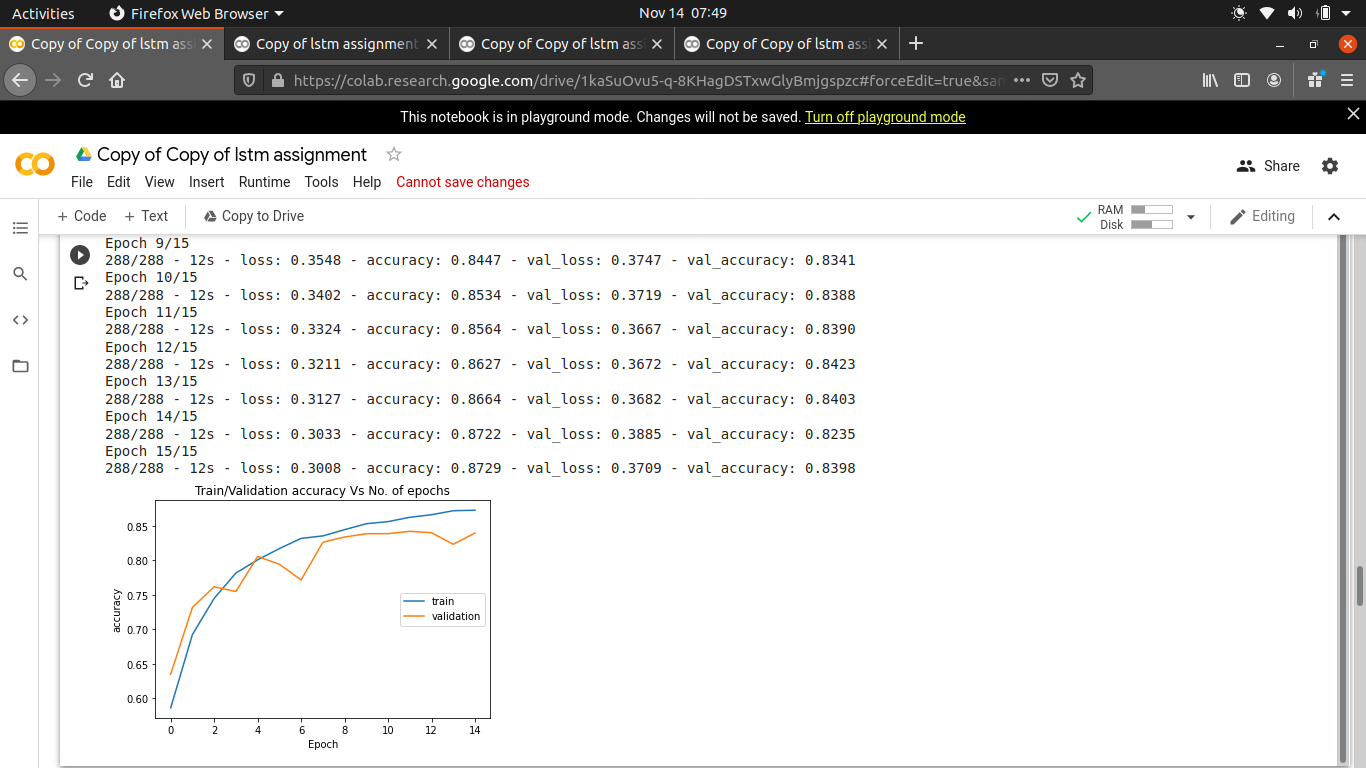 Activities
Firefox Web Browser
Nov 14 07:49
Copy of Copy of lstm ass
Copy of lstm assignment
Copy of Copy of lstm ass
Copy of Copy of lstm ass
https://colab.research.google.com/drive/1kaSuOvu5-q-8KHagDSTxwGlyBmjgspzc#forceEdit=true&san
This notebook is in playground mode. Changes will not be saved. Turn off playground mode
Copy of Copy of lstm assignment
File Edit View Insert Runtime Tools Help Cannot save changes
Share
+ Code + Text Copy to Drive
RAM
Disk
Editing
Epoch 9/15
288/288 - 12s - loss: 0.3548 - accuracy: 0.8447 - val_loss: 0.3747 - val_accuracy: 0.8341
Epoch 10/15
288/288 - 12s - loss: 0.3402 - accuracy: 0.8534 - val_loss: 0.3719 - val_accuracy: 0.8388
Epoch 11/15
288/288 - 12s - loss: 0.3324 - accuracy: 0.8564 - val_loss: 0.3667 - val_accuracy: 0.8390
Epoch 12/15
288/288 - 12s - loss: 0.3211 - accuracy: 0.8627 - val_loss: 0.3672 - val_accuracy: 0.8423
Epoch 13/15
288/288 - 12s - loss: 0.3127 - accuracy: 0.8664 - val_loss: 0.3682 - val_accuracy: 0.8403
Epoch 14/15
288/288 - 12s - loss: 0.3033 - accuracy: 0.8722 - val_loss: 0.3885 - val_accuracy: 0.8235
Epoch 15/15
288/288 - 12s - loss: 0.3008 - accuracy: 0.8729 - val_loss: 0.3709 - val_accuracy: 0.8398
Train/Validation accuracy Vs No. of epochs
0.85
0.80
0.75
0.70
0.65
0.60
accuracy
train
validation
0 2 4 6 8 10 12 14
Epoch